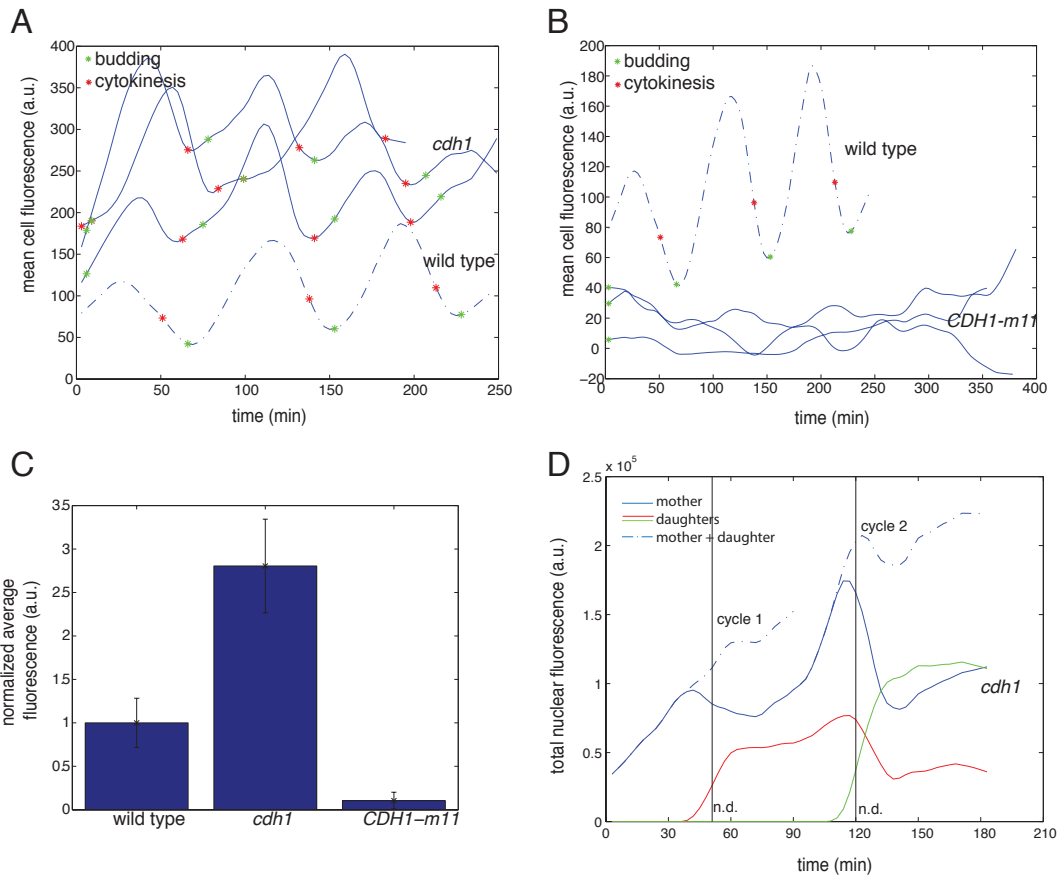 A
budding
cytokinesis
400
350
300
250
200
150
100
50
0
0 50 100 150 200 250
cdh1
wild type
mean cell fluorescence (a.u.)
time (min)
B
budding
cytokinesis
200
180
160
140
120
100
80
60
40
20
0
−20
0 50 100 150 200 250 300 350 400
wild type
CDH1-m11
mean cell fluorescence (a.u.)
time (min)
C
3.5
3
2.5
2
1.5
1
0.5
0
wild type cdh1 CDH1−m11
normalized average
fluorescence (a.u.)
D
x 10⁵
2.5
2
1.5
1
0.5
0
0 30 60 90 120 150 180 210
mother
daughters
mother + daughter
cycle 1
cycle 2
n.d.
n.d.
cdh1
total nuclear fluorescence (a.u.)
time (min)